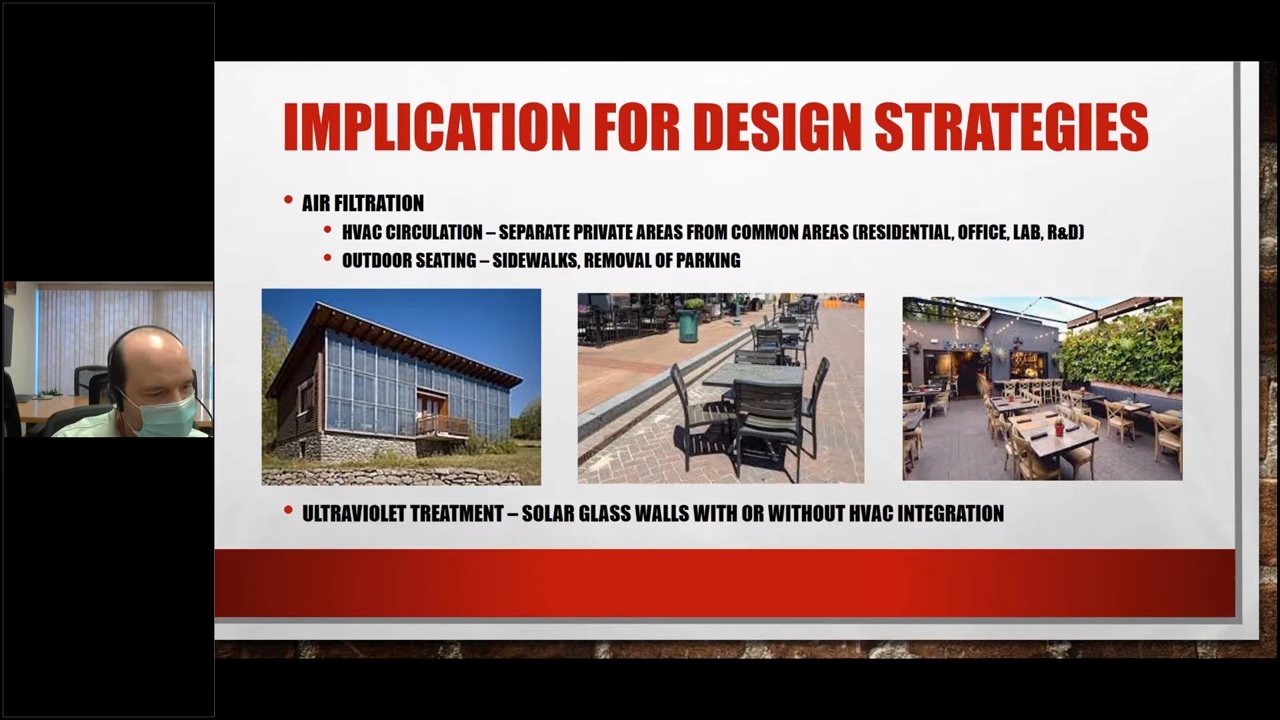 IMPLICATION FOR DESIGN STRATEGIES
• AIR FILTRATION
• HVAC CIRCULATION – SEPARATE PRIVATE AREAS FROM COMMON AREAS (RESIDENTIAL, OFFICE, LAB, R&D)
• OUTDOOR SEATING – SIDEWALKS, REMOVAL OF PARKING
• ULTRAVIOLET TREATMENT – SOLAR GLASS WALLS WITH OR WITHOUT HVAC INTEGRATION